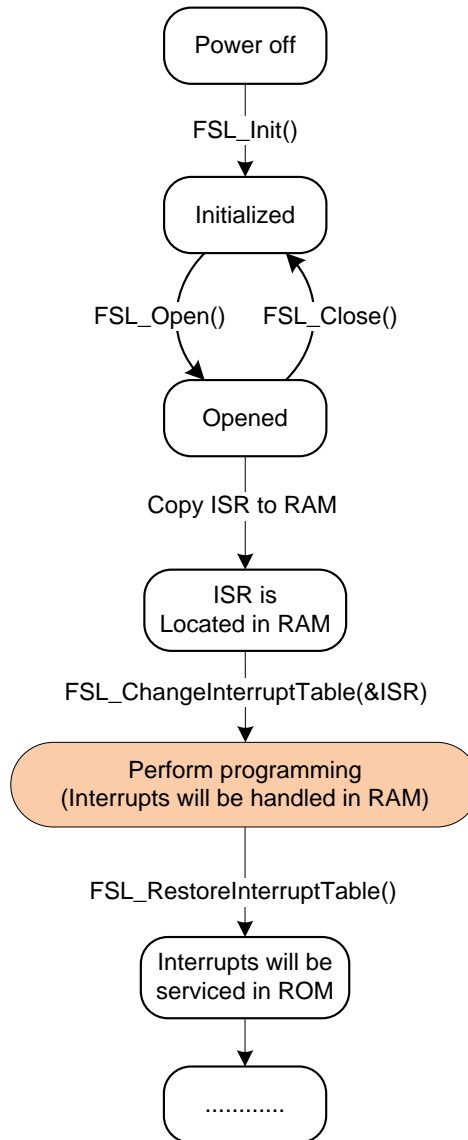 Power off
FSL_Init()
Initialized
FSL_Open()
FSL_Close()
Opened
Copy ISR to RAM
ISR is
Located in RAM
FSL_ChangeInterruptTable(&ISR)
Perform programming
(Interrupts will be handled in RAM)
FSL_RestoreInterruptTable()
Interrupts will be
serviced in ROM
............